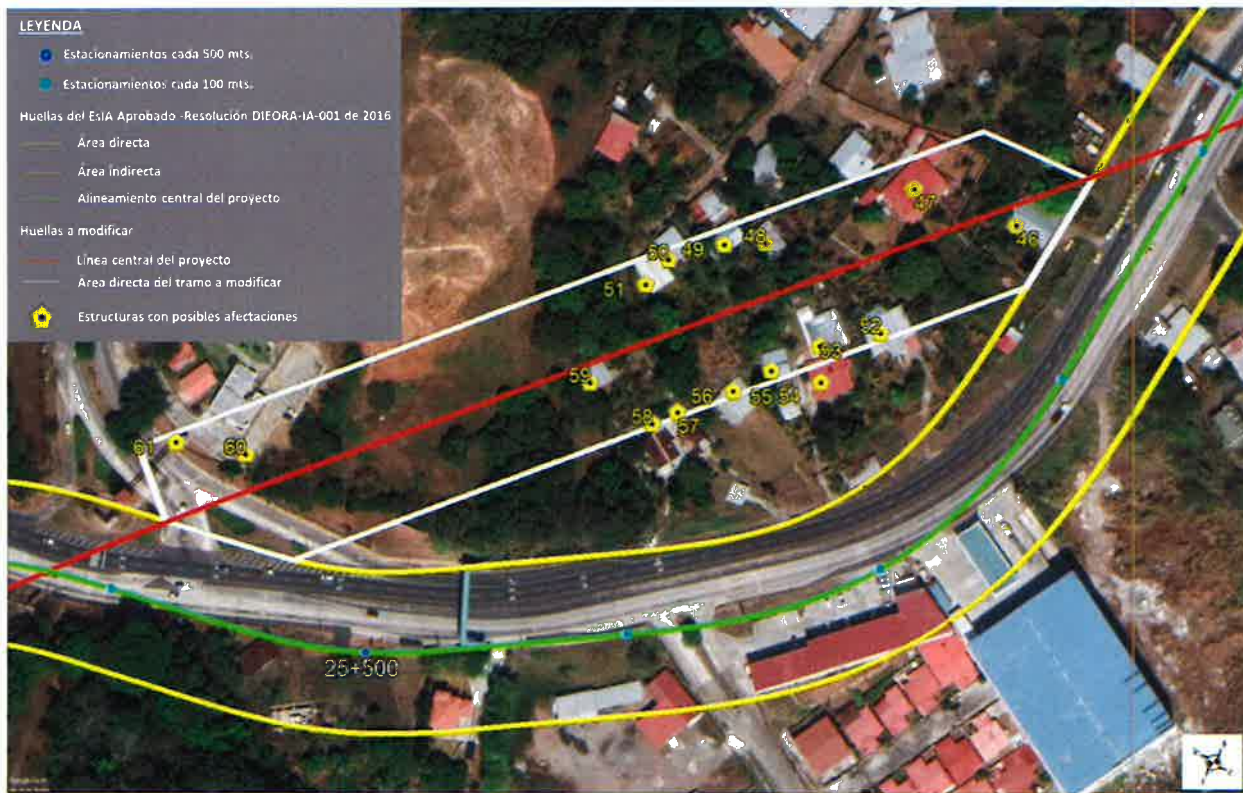 LEYENDA
Estacionamientos cada 500 mts.
Estacionamientos cada 100 mts.
Huellas del EsIA Aprobado -Resolución DIEORA-IA-001 de 2016
Área directa
Área indirecta
Alineamiento central del proyecto
Huellas a modificar
Línea central del proyecto
Área directa del tramo a modificar
Estructuras con posibles afectaciones
47
46
50 49 48
51
52
53
59
56 55 54
58 57
61 60
25+500